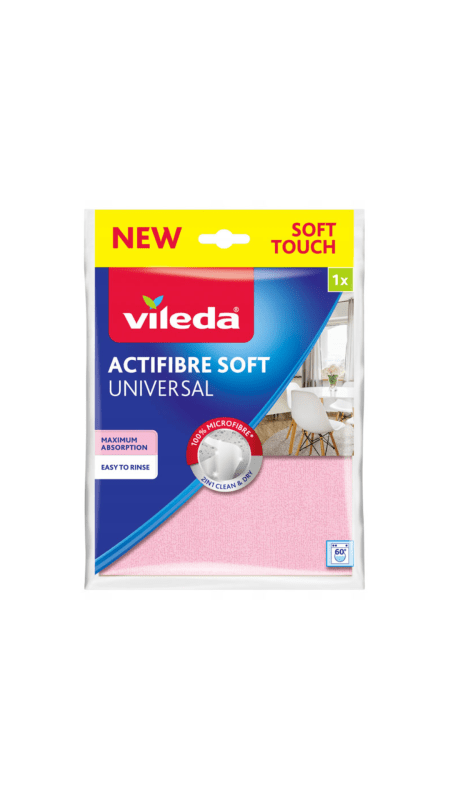 NEW
SOFT
TOUCH
1x
vileda®
ACTIFIBRE SOFT
UNIVERSAL
100% MICROFIBRE*
2IN1 CLEAN & DRY
MAXIMUM
ABSORPTION
EASY TO RINSE
60°